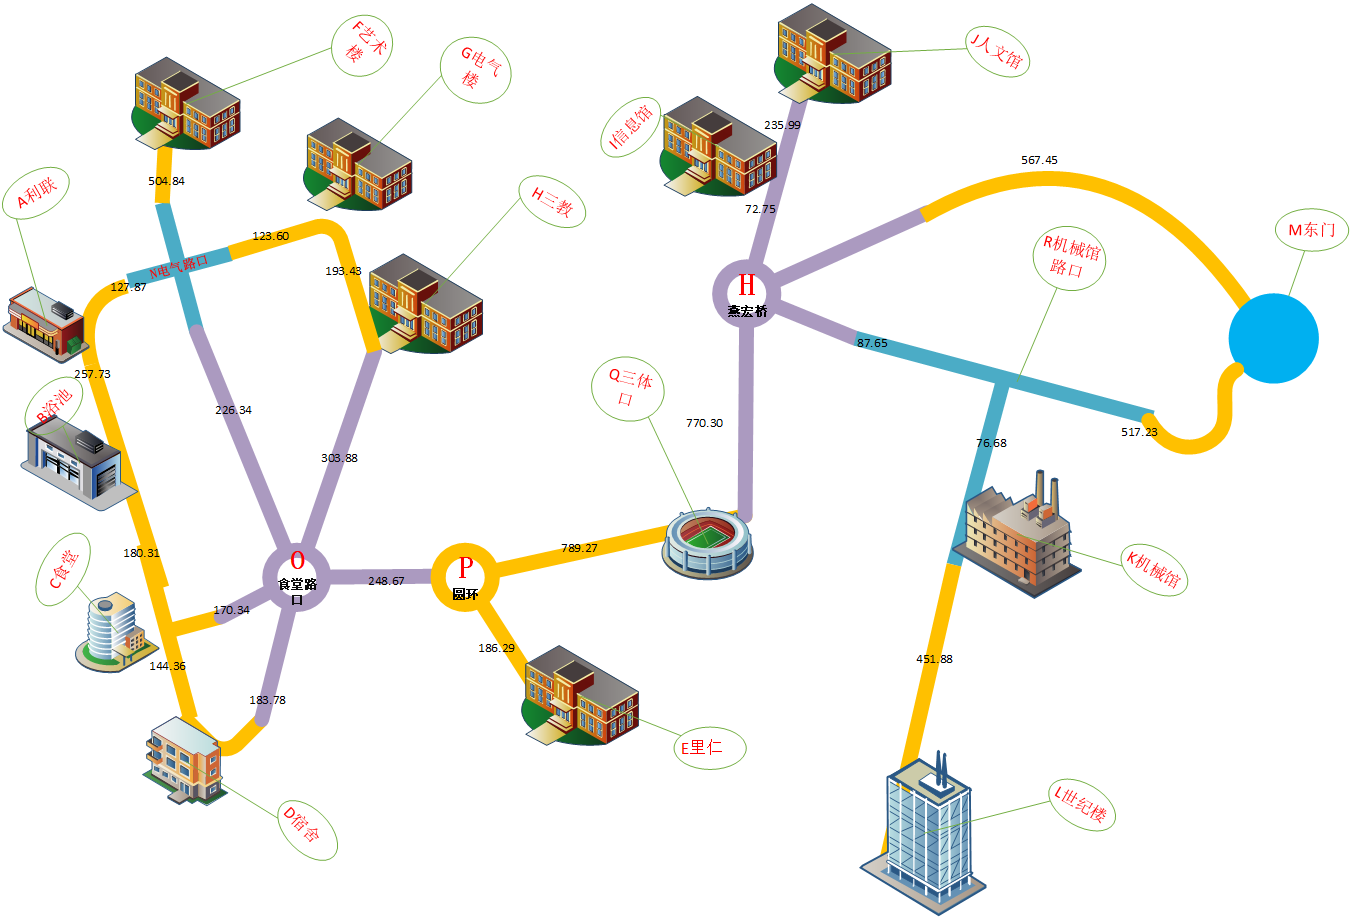 F艺术
楼
G电气
楼
J人文馆
I信息馆
235.99
567.45
504.84
A利联
H三教
72.75
M东门
R机械馆
路口
123.60
N电气路口
193.43
127.87
H
燕宏桥
87.65
257.73
B浴池
226.34
Q三体
口
770.30
517.23
76.68
303.88
180.31
C食堂
O
食堂路
口
248.67
P
圆环
789.27
K机械馆
170.34
144.36
186.29
451.88
183.78
E里仁
D宿舍
L世纪楼